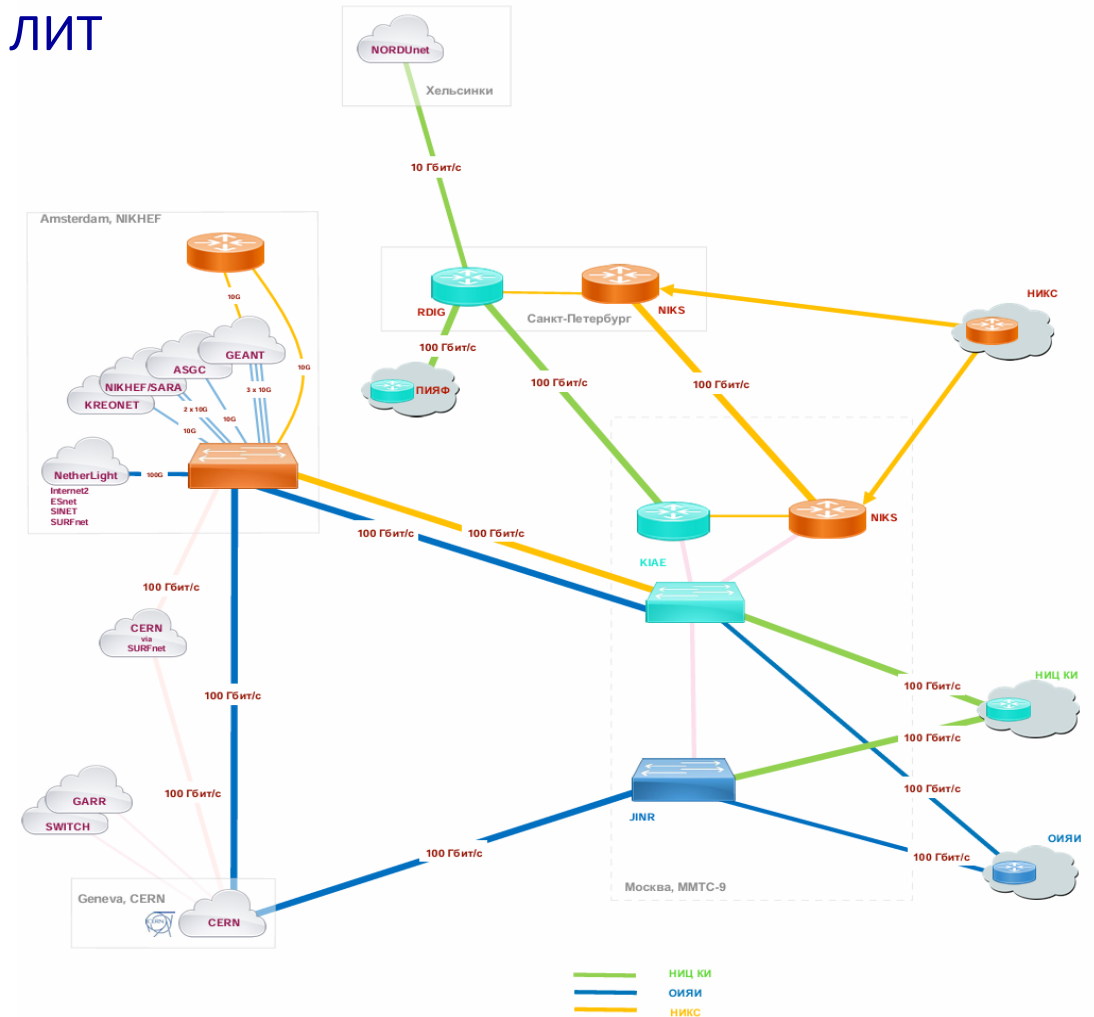 ЛИТ
NORDUnet
Хельсинки
10 Гбит/с
Amsterdam, NIKHEF
10G
10G
GEANT
ASGC
NIKHEF/SARA
KREONET
3 x 10G
2 x 10G
10G
10G
NetherLight
100G
Internet2
ESnet
SINET
SURFnet
RDIG
NIKS
Санкт-Петербург
НИКС
100 Гбит/с
ПИЯФ
100 Гбит/с
100 Гбит/с
100 Гбит/с
100 Гбит/с
NIKS
KIAE
100 Гбит/с
CERN
via
SURFnet
100 Гбит/с
100 Гбит/с
НИЦ КИ
100 Гбит/с
100 Гбит/с
100 Гбит/с
GARR
SWITCH
JINR
ОИЯИ
100 Гбит/с
100 Гбит/с
Москва, ММТС-9
Geneva, CERN
CERN
CERN
НИЦ КИ
ОИЯИ
НИКС